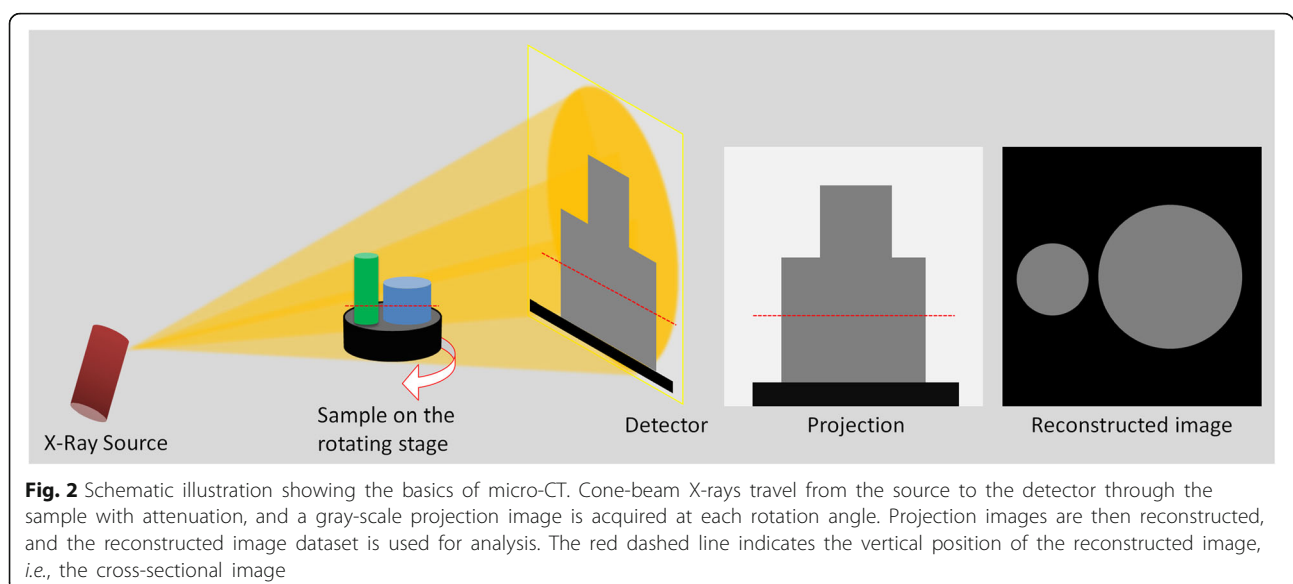 X-Ray Source
Sample on the
rotating stage
Detector
Projection
Reconstructed image
Fig. 2 Schematic illustration showing the basics of micro-CT. Cone-beam X-rays travel from the source to the detector through the
sample with attenuation, and a gray-scale projection image is acquired at each rotation angle. Projection images are then reconstructed,
and the reconstructed image dataset is used for analysis. The red dashed line indicates the vertical position of the reconstructed image,
i.e., the cross-sectional image